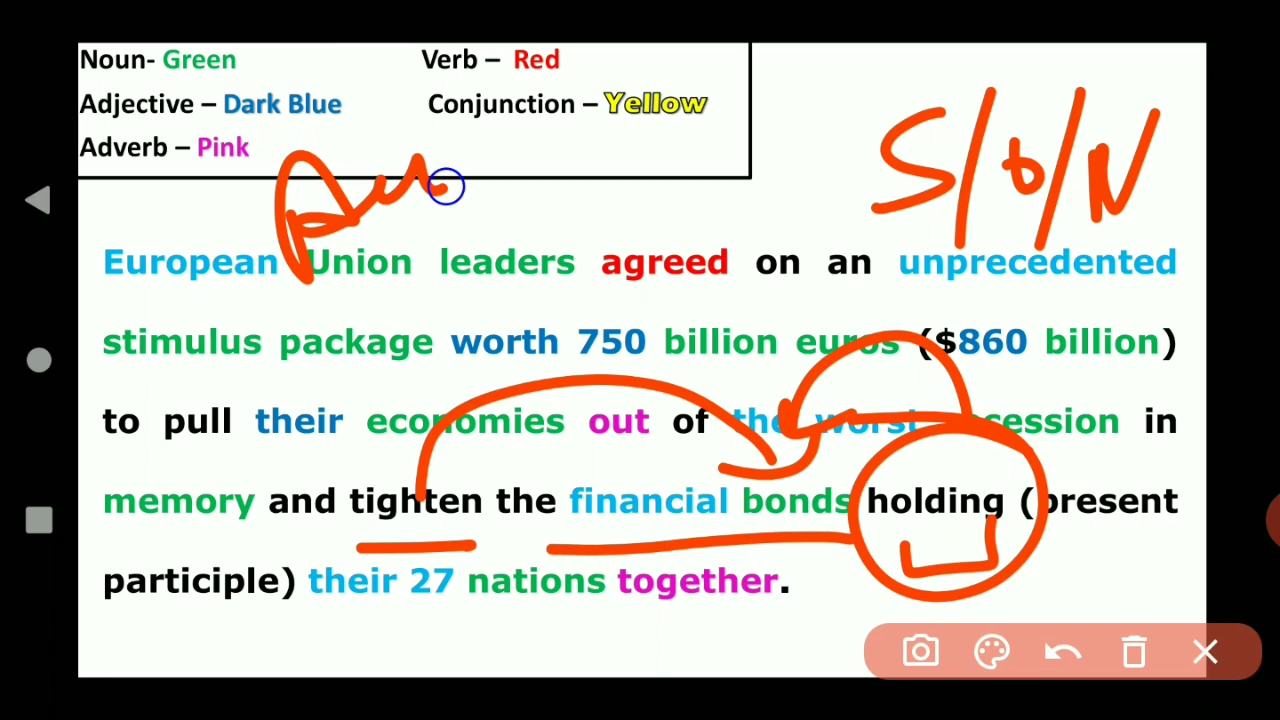 Noun- Green Verb – Red
Adjective – Dark Blue Conjunction – Yellow
Adverb – Pink
S/o/N
European Union leaders agreed on an unprecedented
stimulus package worth 750 billion euros ($860 billion)
to pull their economies out of the worst recession in
memory and tighten the financial bonds holding (present
participle) their 27 nations together.